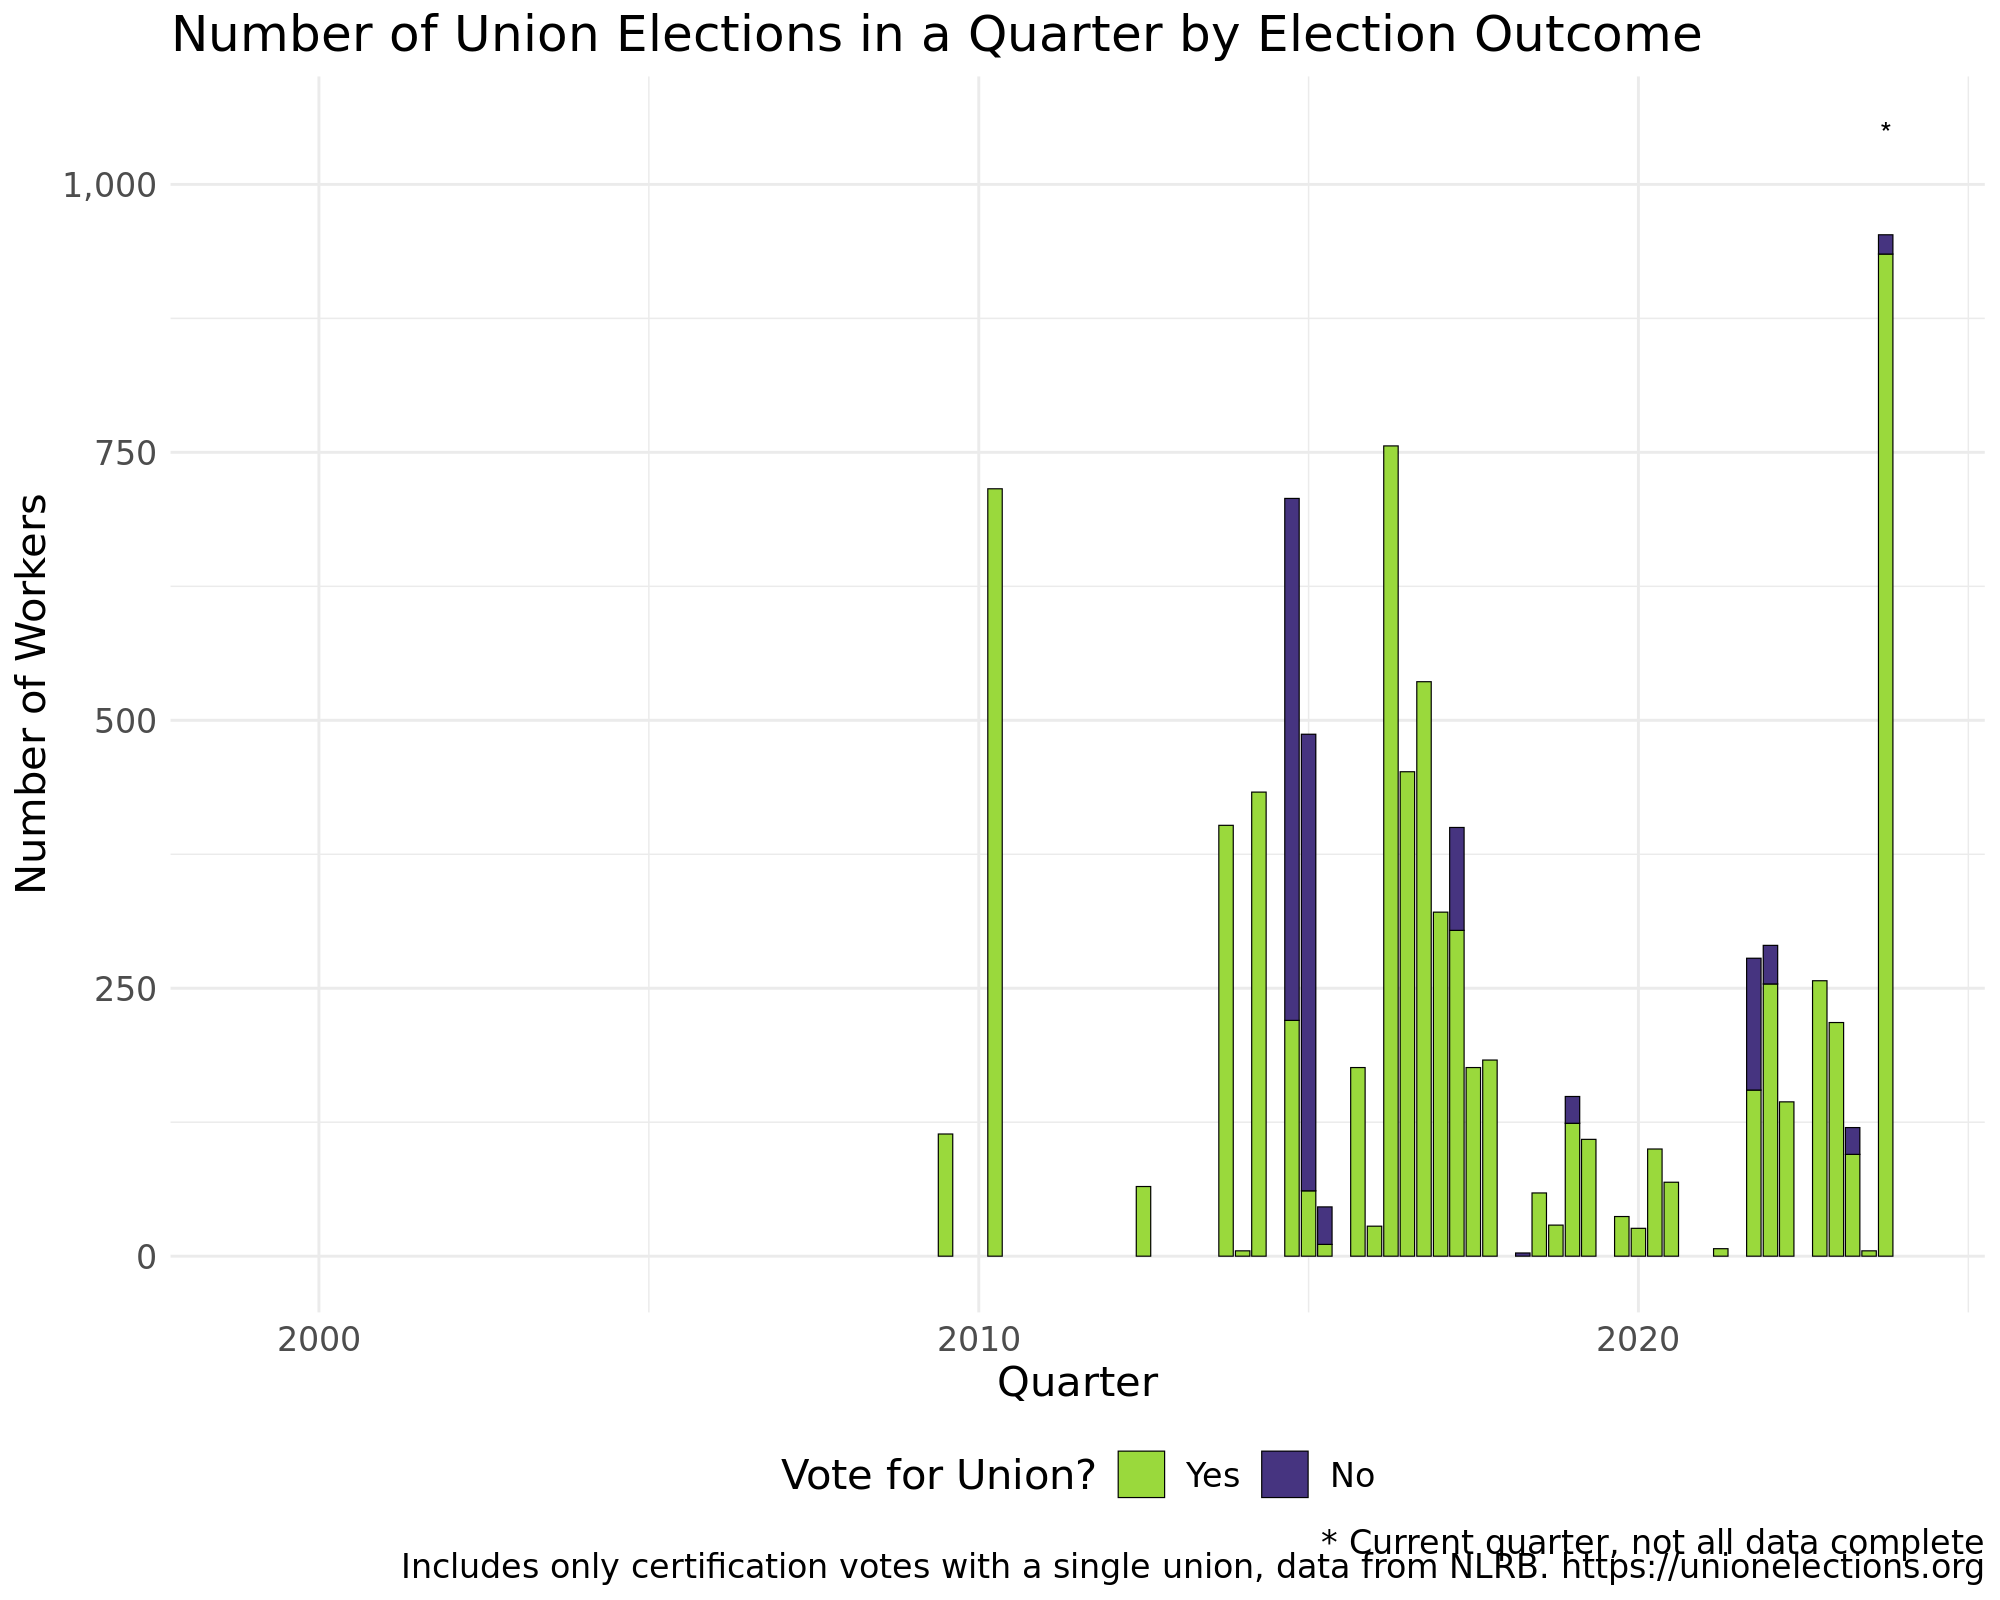 Number of Union Elections in a Quarter by Election Outcome
*
1,000
750
500
250
0
Number of Workers
2000 2010 2020
Quarter
Vote for Union? Yes No
* Current quarter, not all data complete
Includes only certification votes with a single union, data from NLRB. https://unionelections.org